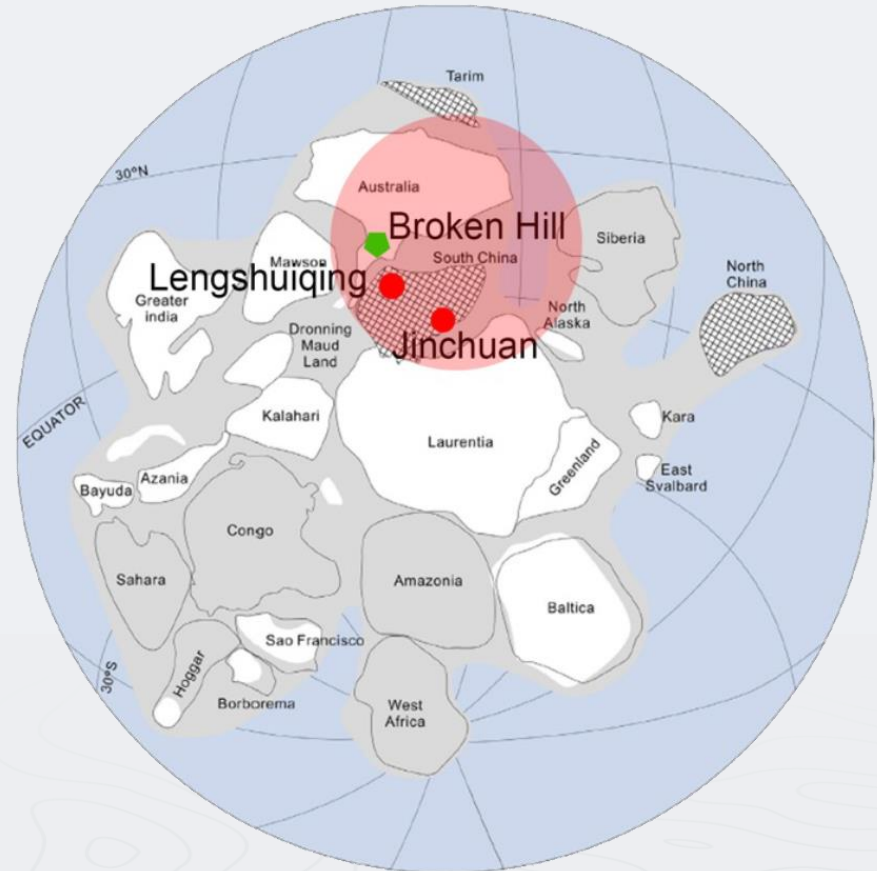 Tarim
30°N
Australia
Broken Hill
South China
Siberia
Mawson
Lengshuiqing
North
China
Greater
india
North
Alaska
Dronning
Maud
Land
Jinchuan
EQUATOR
Kalahari
Laurentia
Kara
Greenland
East
Svalbard
Azania
Bayuda
Congo
Sahara
Amazonia
Baltica
Sao Francisco
30°S
Hoggar
Borborema
West
Africa